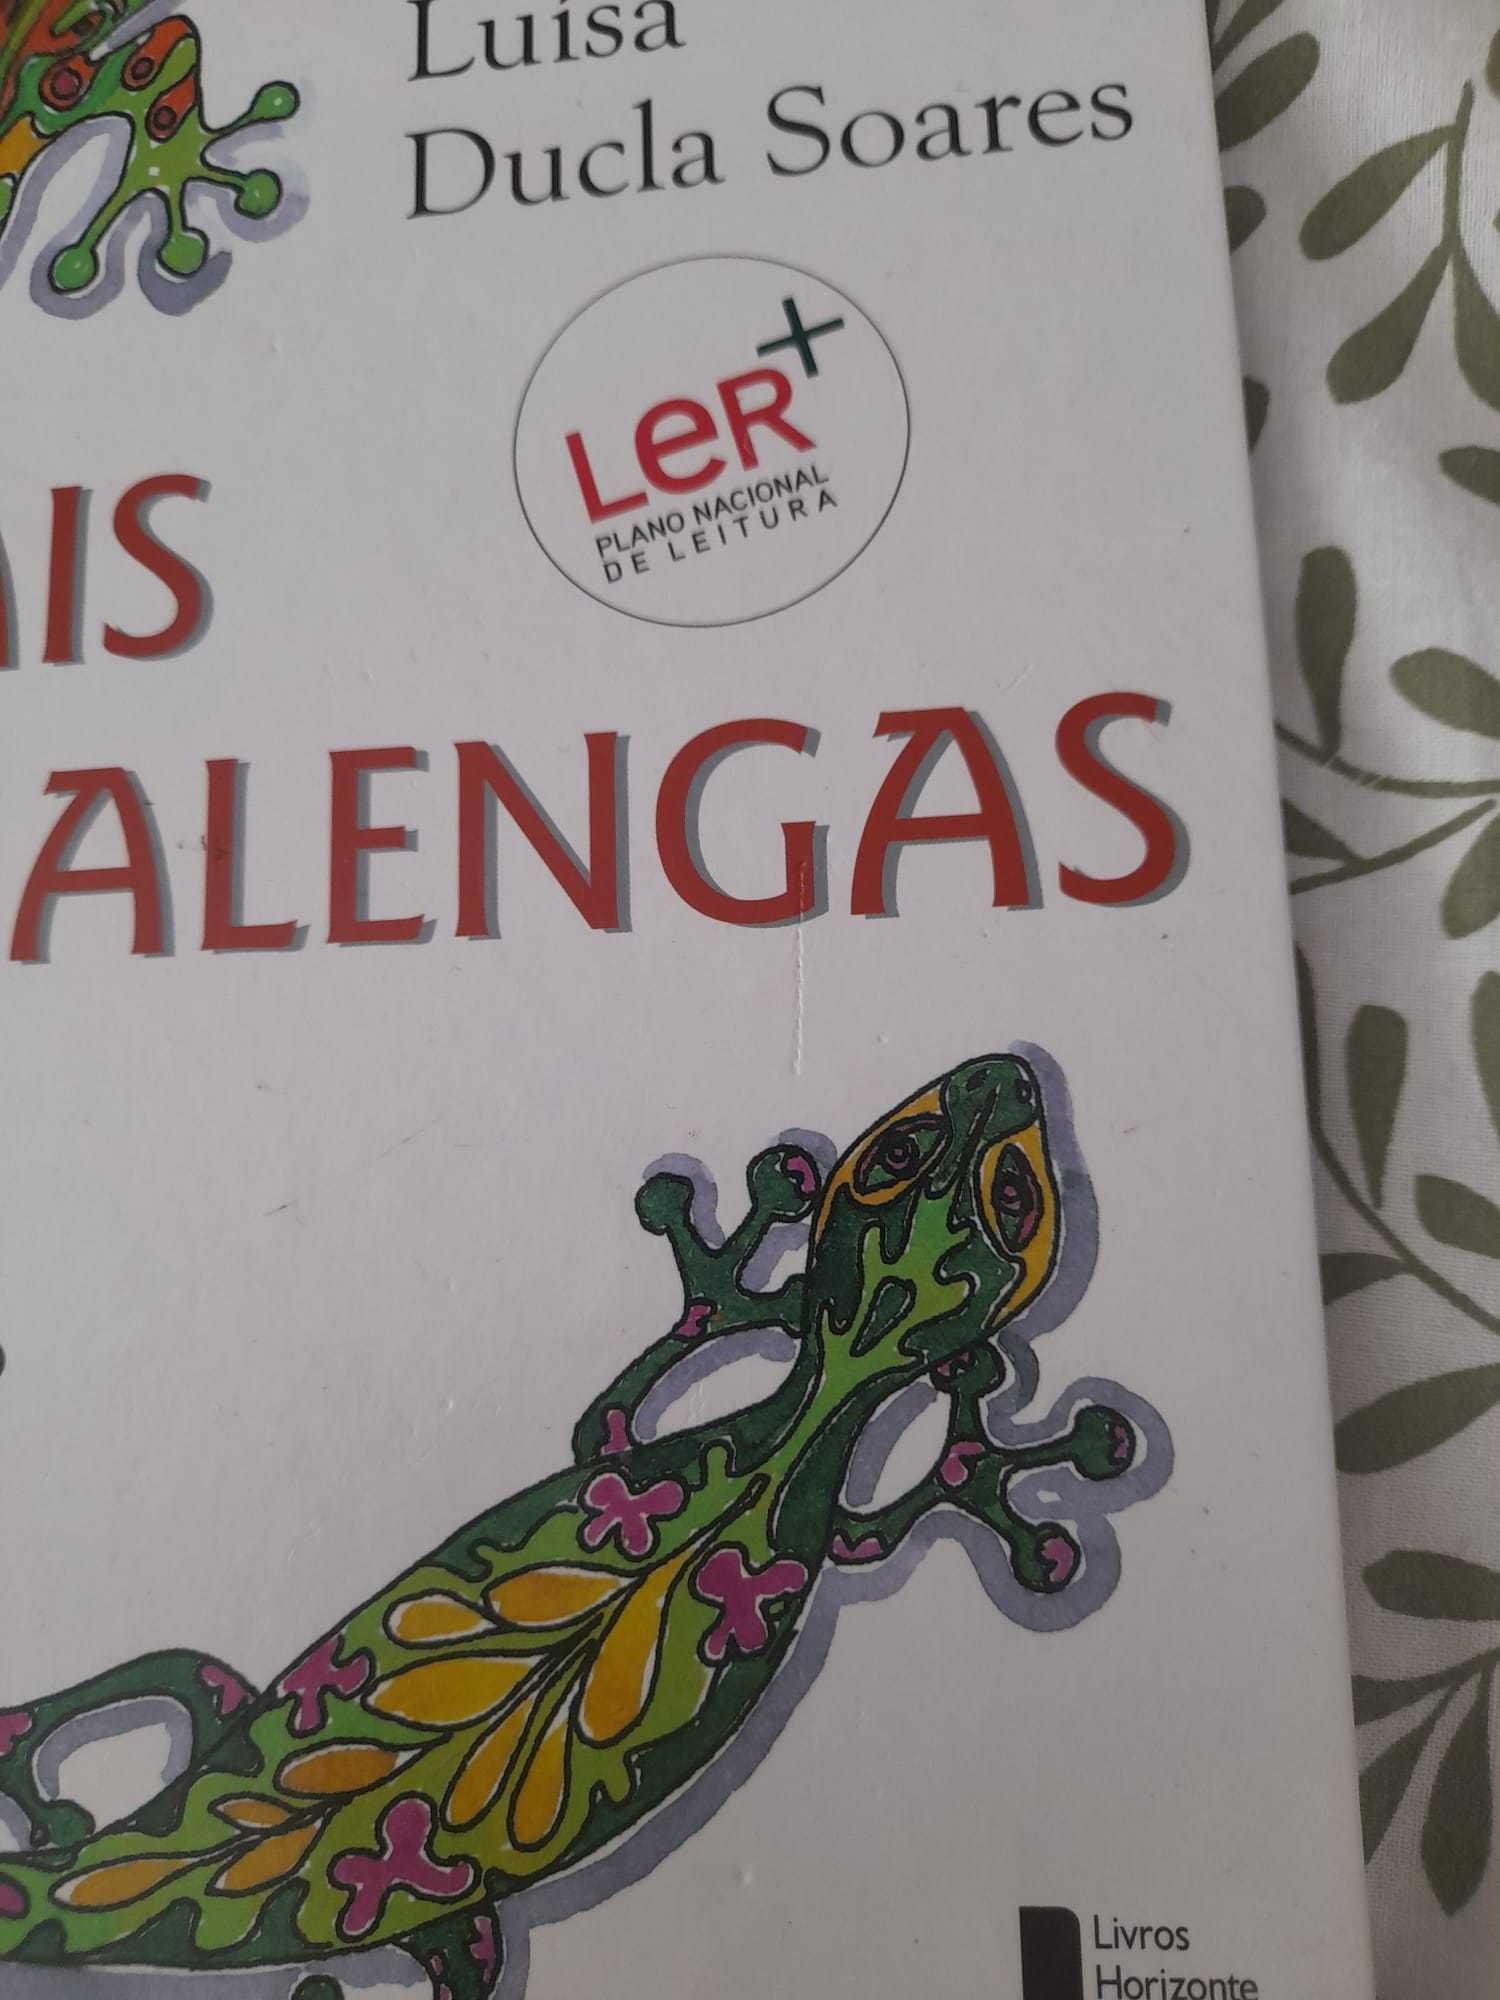 Luísa
Ducla Soares
LeR+
PLANO NACIONAL
DE LEITURA
AIS
ALENGAS
Livros
Horizonte